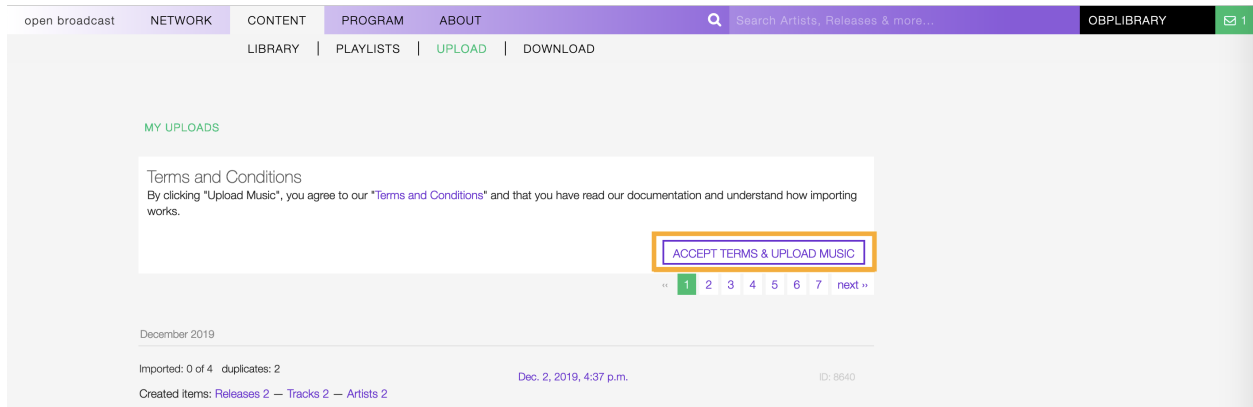 open broadcast NETWORK CONTENT PROGRAM ABOUT Search Artists, Releases & more... OBPLIBRARY 1
LIBRARY | PLAYLISTS | UPLOAD | DOWNLOAD
MY UPLOADS
Terms and Conditions
By clicking "Upload Music", you agree to our "Terms and Conditions" and that you have read our documentation and understand how importing
works.
ACCEPT TERMS & UPLOAD MUSIC
‹‹ 1 2 3 4 5 6 7 next ››
December 2019
Imported: 0 of 4 duplicates: 2 Dec. 2, 2019, 4:37 p.m. ID: 8640
Created items: Releases 2 — Tracks 2 — Artists 2